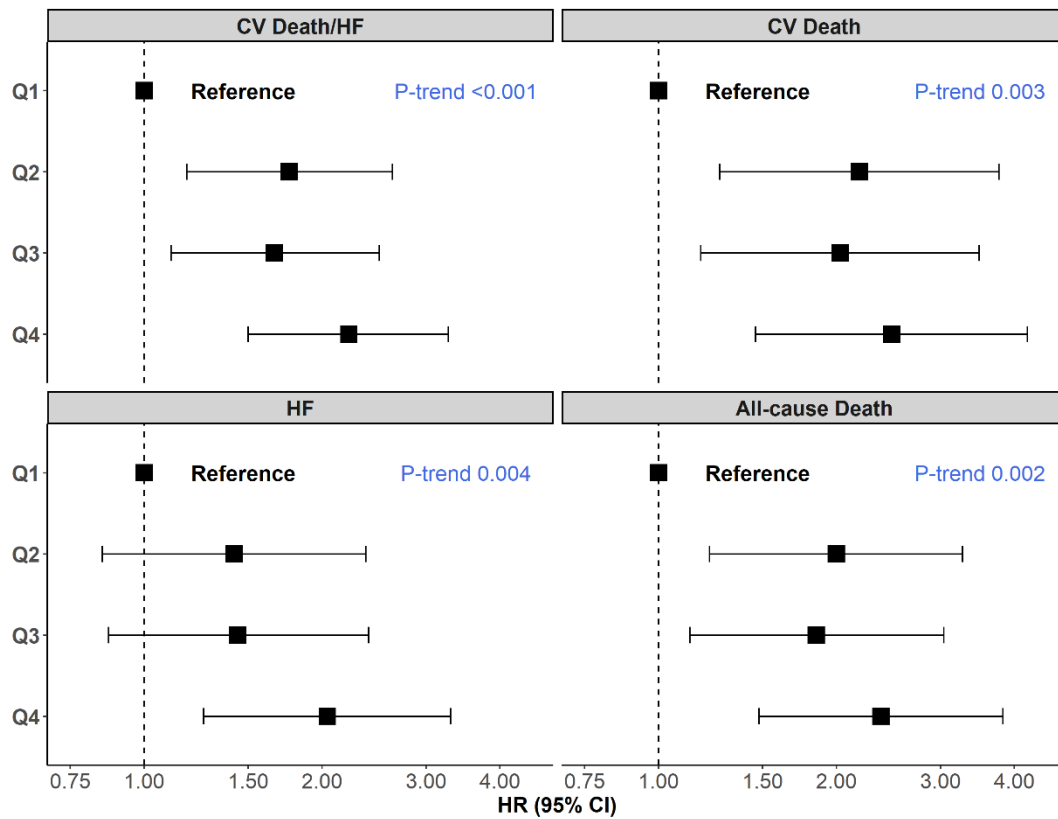 CV Death/HF
CV Death
Q1
Reference
P-trend <0.001
Reference
P-trend 0.003
Q2
Q3
Q4
HF
All-cause Death
Q1
Reference
P-trend 0.004
Reference
P-trend 0.002
Q2
Q3
Q4
0.75 1.00 1.50 2.00 3.00 4.00
0.75 1.00 1.50 2.00 3.00 4.00
HR (95% CI)